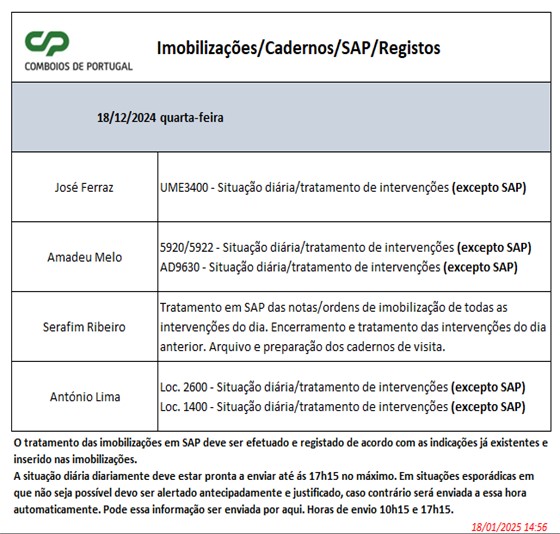 CP
COMBOIOS DE PORTUGAL
Imobilizações/Cadernos/SAP/Registos
18/12/2024 quarta-feira
José Ferraz
UME3400 - Situação diária/tratamento de intervenções (excepto SAP)
Amadeu Melo
5920/5922 - Situação diária/tratamento de intervenções (excepto SAP)
AD9630 - Situação diária/tratamento de intervenções (excepto SAP)
Serafim Ribeiro
Tratamento em SAP das notas/ordens de imobilização de todas as
intervenções do dia. Encerramento e tratamento das intervenções do dia
anterior. Arquivo e preparação dos cadernos de visita.
António Lima
Loc. 2600 - Situação diária/tratamento de intervenções (excepto SAP)
Loc. 1400 - Situação diária/tratamento de intervenções (excepto SAP)
O tratamento das imobilizações em SAP deve ser efetuado e registado de acordo com as indicações já existentes e
inserido nas imobilizações.
A situação diária diariamente deve estar pronta a enviar até ás 17h15 no máximo. Em situações esporádicas em
que não seja possivel devo ser alertado antecipadamente e justificado, caso contrário será enviada a essa hora
automaticamente. Pode essa informação ser enviada por aqui. Horas de envio 10h15 e 17h15.
18/01/2025 14:56